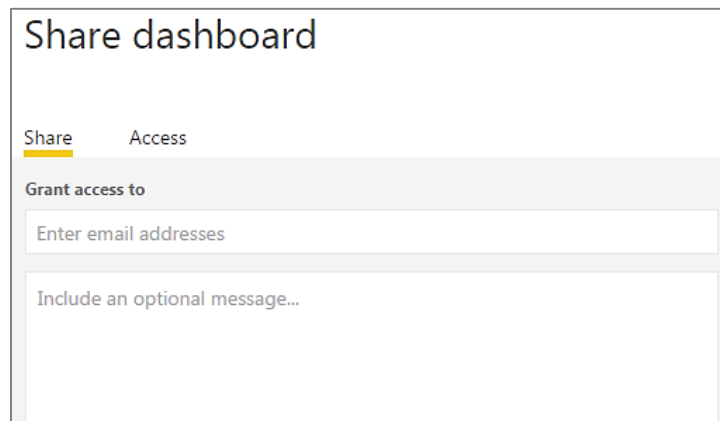 Share dashboard
Share Access
Grant access to
Enter email addresses
Include an optional message...